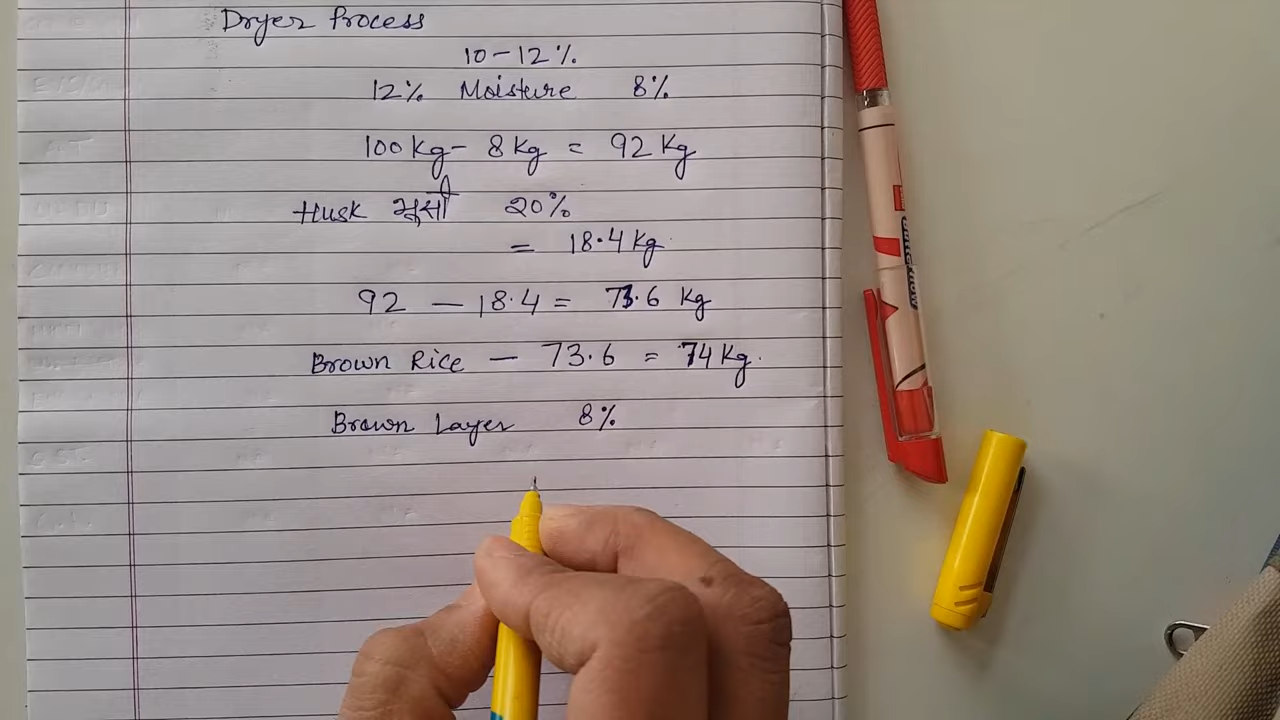 Dryer Process
10-12%
12% Moisture 8%
100 Kg - 8 Kg = 92 Kg
Husk भूसी 20%
= 18.4 Kg
92 - 18.4 = 73.6 Kg
Brown Rice - 73.6 = 74 Kg.
Brown Layer 8%